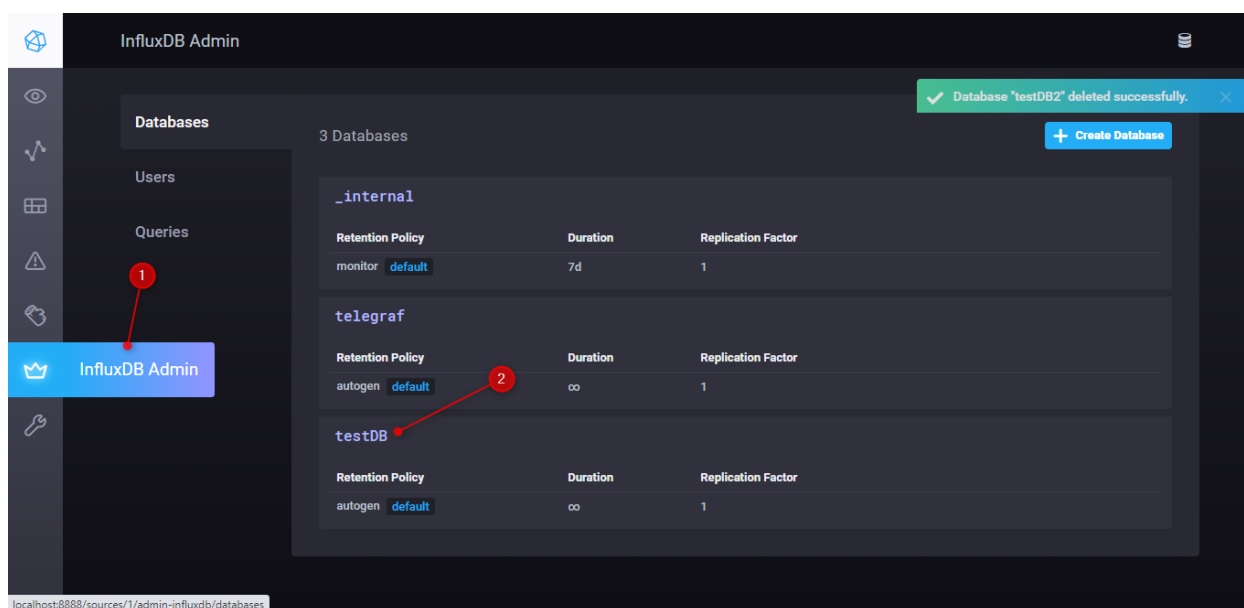 InfluxDB Admin
Database "testDB2" deleted successfully.
Databases
3 Databases
Create Database
Users
Queries
_internal
Retention Policy Duration Replication Factor
monitor default 7d 1
1
telegraf
Retention Policy Duration Replication Factor
autogen default ∞ 1
InfluxDB Admin
2
testDB
Retention Policy Duration Replication Factor
autogen default ∞ 1
localhost:8888/sources/1/admin-influxdb/databases